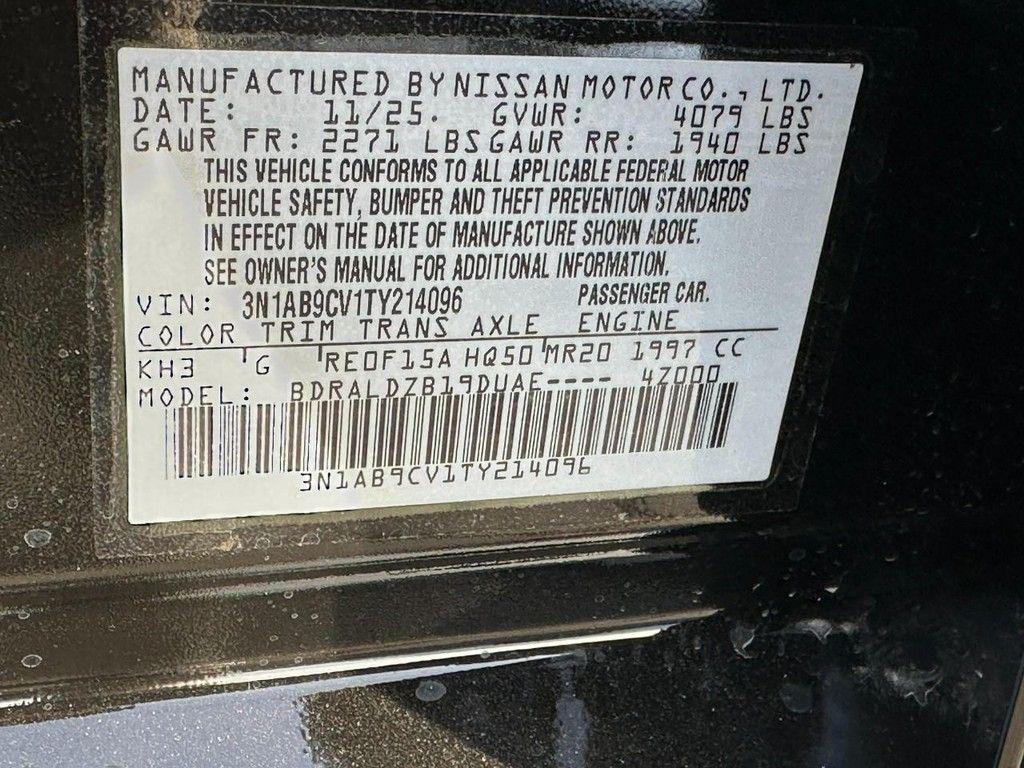 MANUFACTURED BY NISSAN MOTOR CO., LTD.
DATE: 11/25. GVWR: 4079 LBS
GAWR FR: 2271 LBS GAWR RR: 1940 LBS
THIS VEHICLE CONFORMS TO ALL APPLICABLE FEDERAL MOTOR
VEHICLE SAFETY, BUMPER AND THEFT PREVENTION STANDARDS
IN EFFECT ON THE DATE OF MANUFACTURE SHOWN ABOVE.
SEE OWNER'S MANUAL FOR ADDITIONAL INFORMATION.
VIN: 3N1AB9CV1TY214096 PASSENGER CAR.
COLOR TRIM TRANS AXLE ENGINE
KH3 G RE0F15A HQ50 MR20 1997 CC
MODEL: BDRALDZB19DUAE---- 4Z000
3N1AB9CV1TY214096